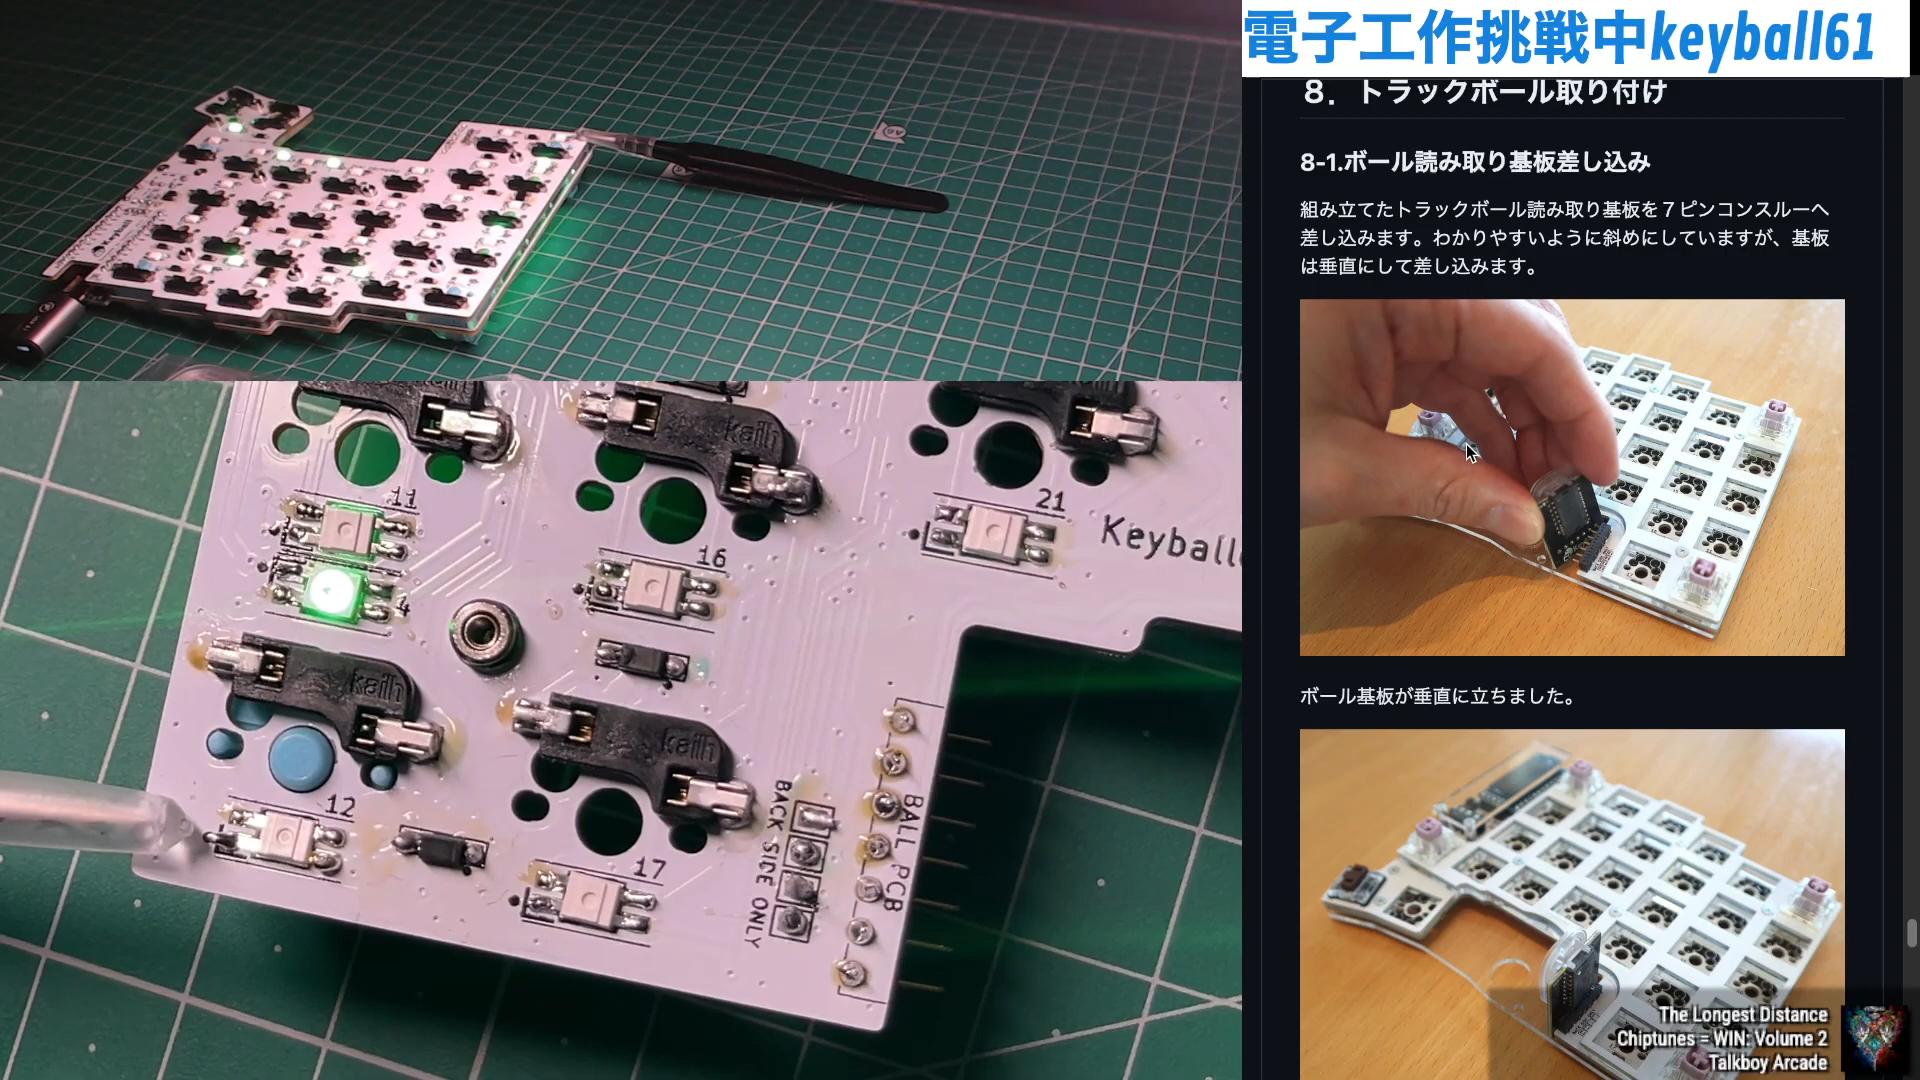 電子工作挑戦中keyball61
8. トラックボール取り付け
8-1.ボール読み取り基板差し込み
組み立てたトラックボール読み取り基板を7ピンコンスルーへ
差し込みます。わかりやすいように斜めにしていますが、基板
は垂直にして差し込みます。
ボール基板が垂直に立ちました。
The Longest Distance
Chiptunes = WIN: Volume 2
Talkboy Arcade
11
4
16
21
Keyball
kailh
kailh
kailh
12
17
BACK SIDE ONLY
BALL PCB